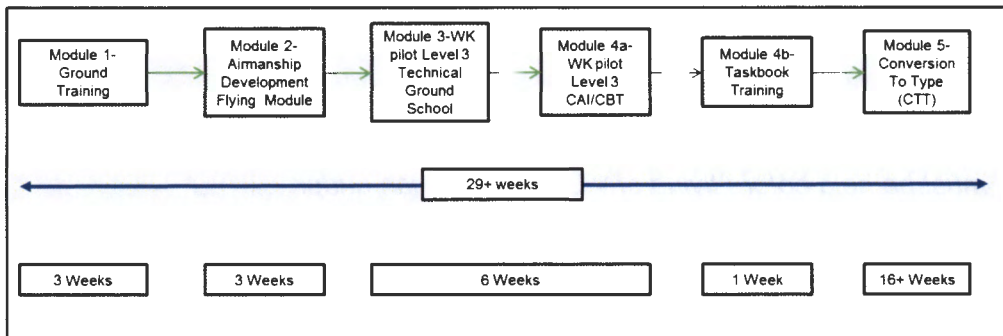 Module 1-
Ground
Training
Module 2-
Airmanship
Development
Flying Module
Module 3-WK
pilot Level 3
Technical
Ground
School
Module 4a-
WK pilot
Level 3
CAI/CBT
Module 4b-
Taskbook
Training
Module 5-
Conversion
To Type
(CTT)
29+ weeks
3 Weeks
3 Weeks
6 Weeks
1 Week
16+ Weeks